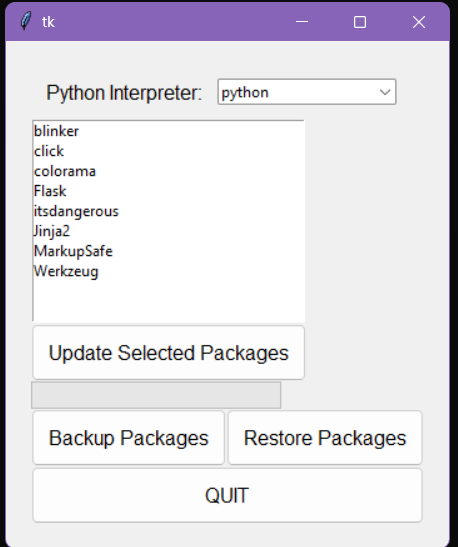 tk
Python Interpreter: python
blinker
click
colorama
Flask
itsdangerous
Jinja2
MarkupSafe
Werkzeug
Update Selected Packages
Backup Packages Restore Packages
QUIT